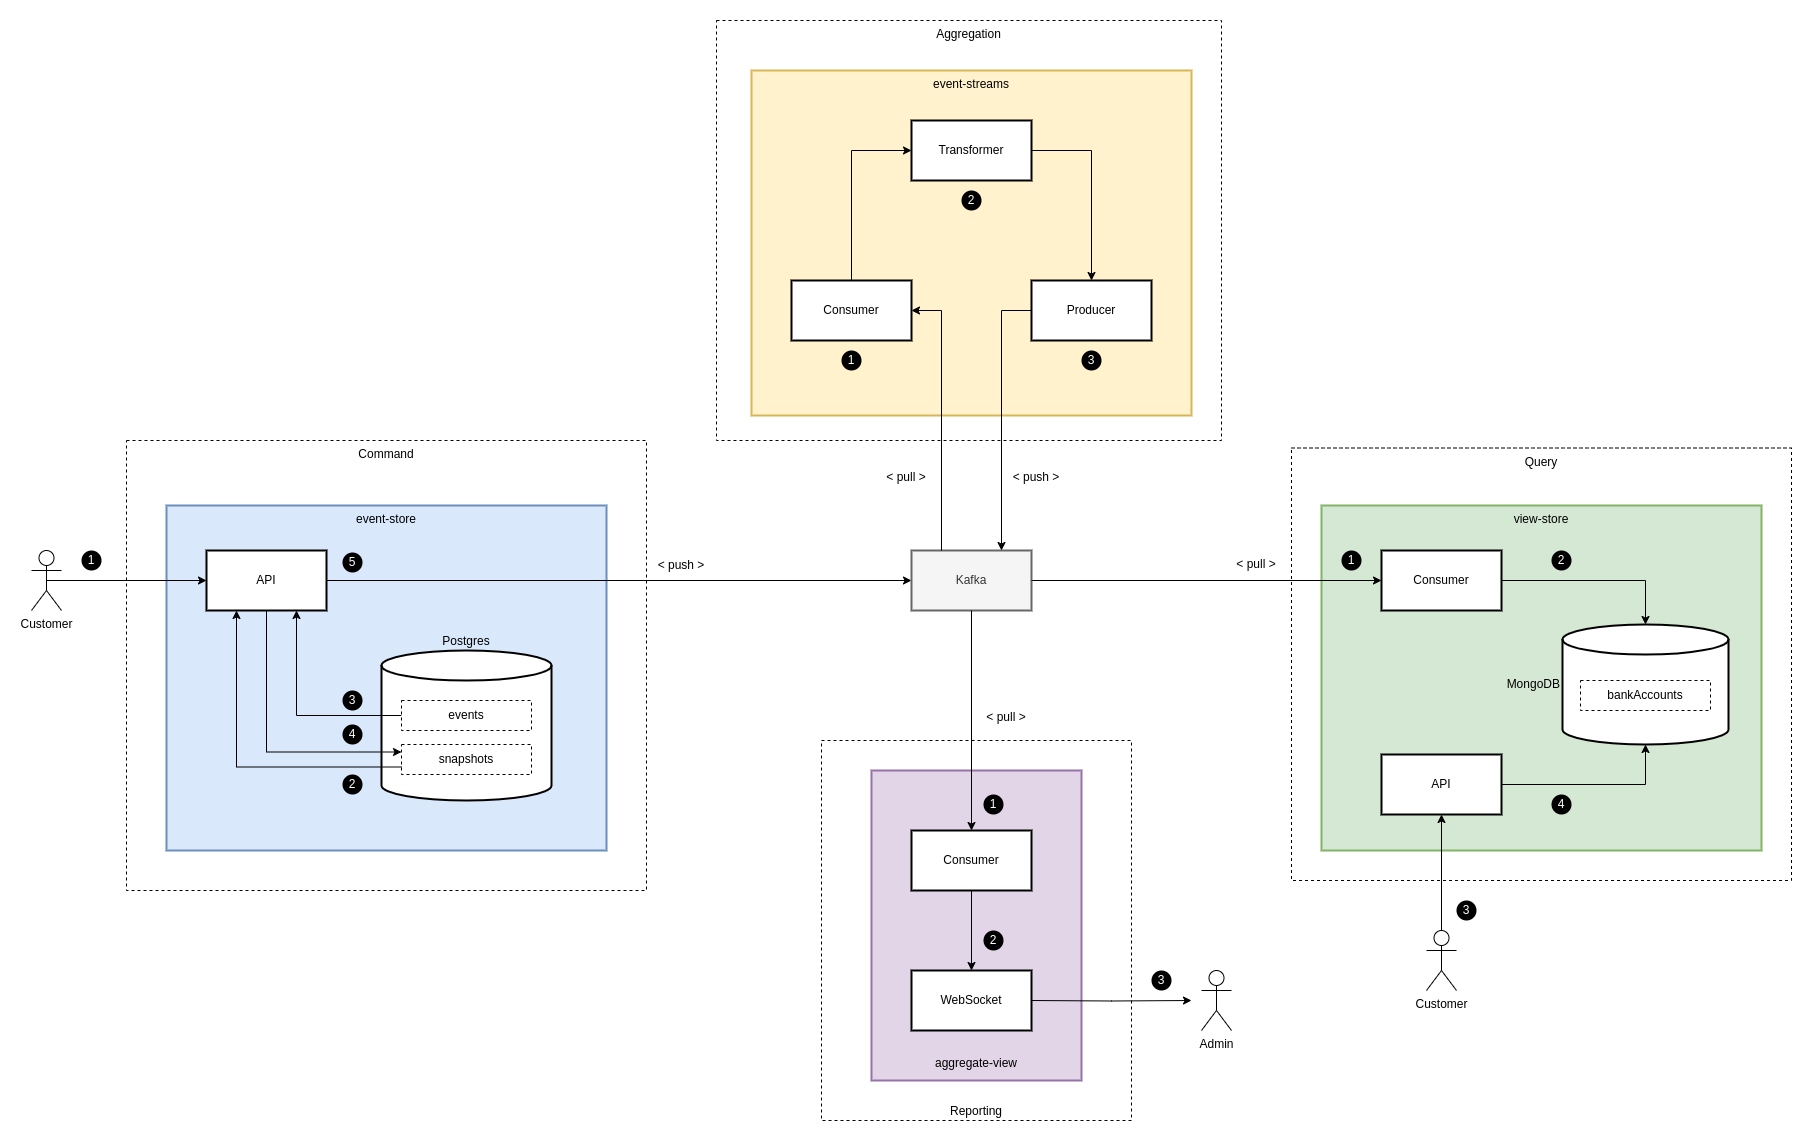 Aggregation
event-streams
Transformer
2
Consumer
Producer
1
3
< pull >
< push >
Command
event-store
1
API
5
< push >
Customer
Postgres
3
events
4
snapshots
2
Kafka
< pull >
Query
view-store
1
Consumer
2
MongoDB
bankAccounts
API
4
3
Customer
< pull >
1
Consumer
2
WebSocket
3
Admin
aggregate-view
Reporting